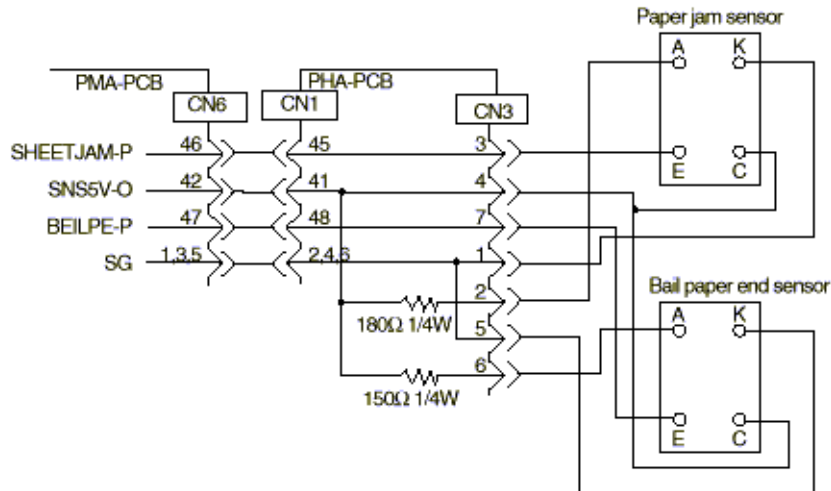 Paper jam sensor
A K
PMA-PCB
PHA-PCB
CN6
CN1
CN3
SHEETJAM-P 46 45 3
E C
SNS5V-O 42 41 4
BEILPE-P 47 48 7
SG 1,3,5 2,4,6 1
2
180Ω 1/4W
Bail paper end sensor
A K
5
6
150Ω 1/4W
E C